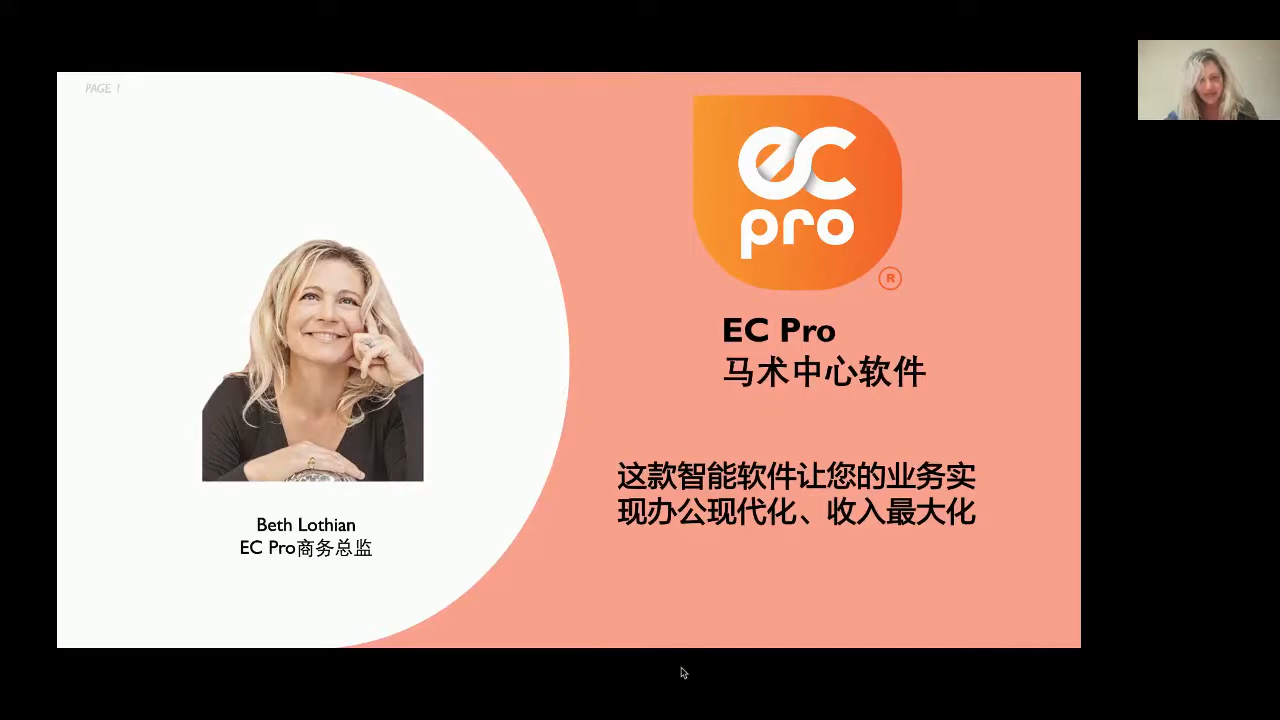 PAGE 1
ec
pro
®
EC Pro
马术中心软件
这款智能软件让您的业务实
现办公现代化、收入最大化
Beth Lothian
EC Pro商务总监